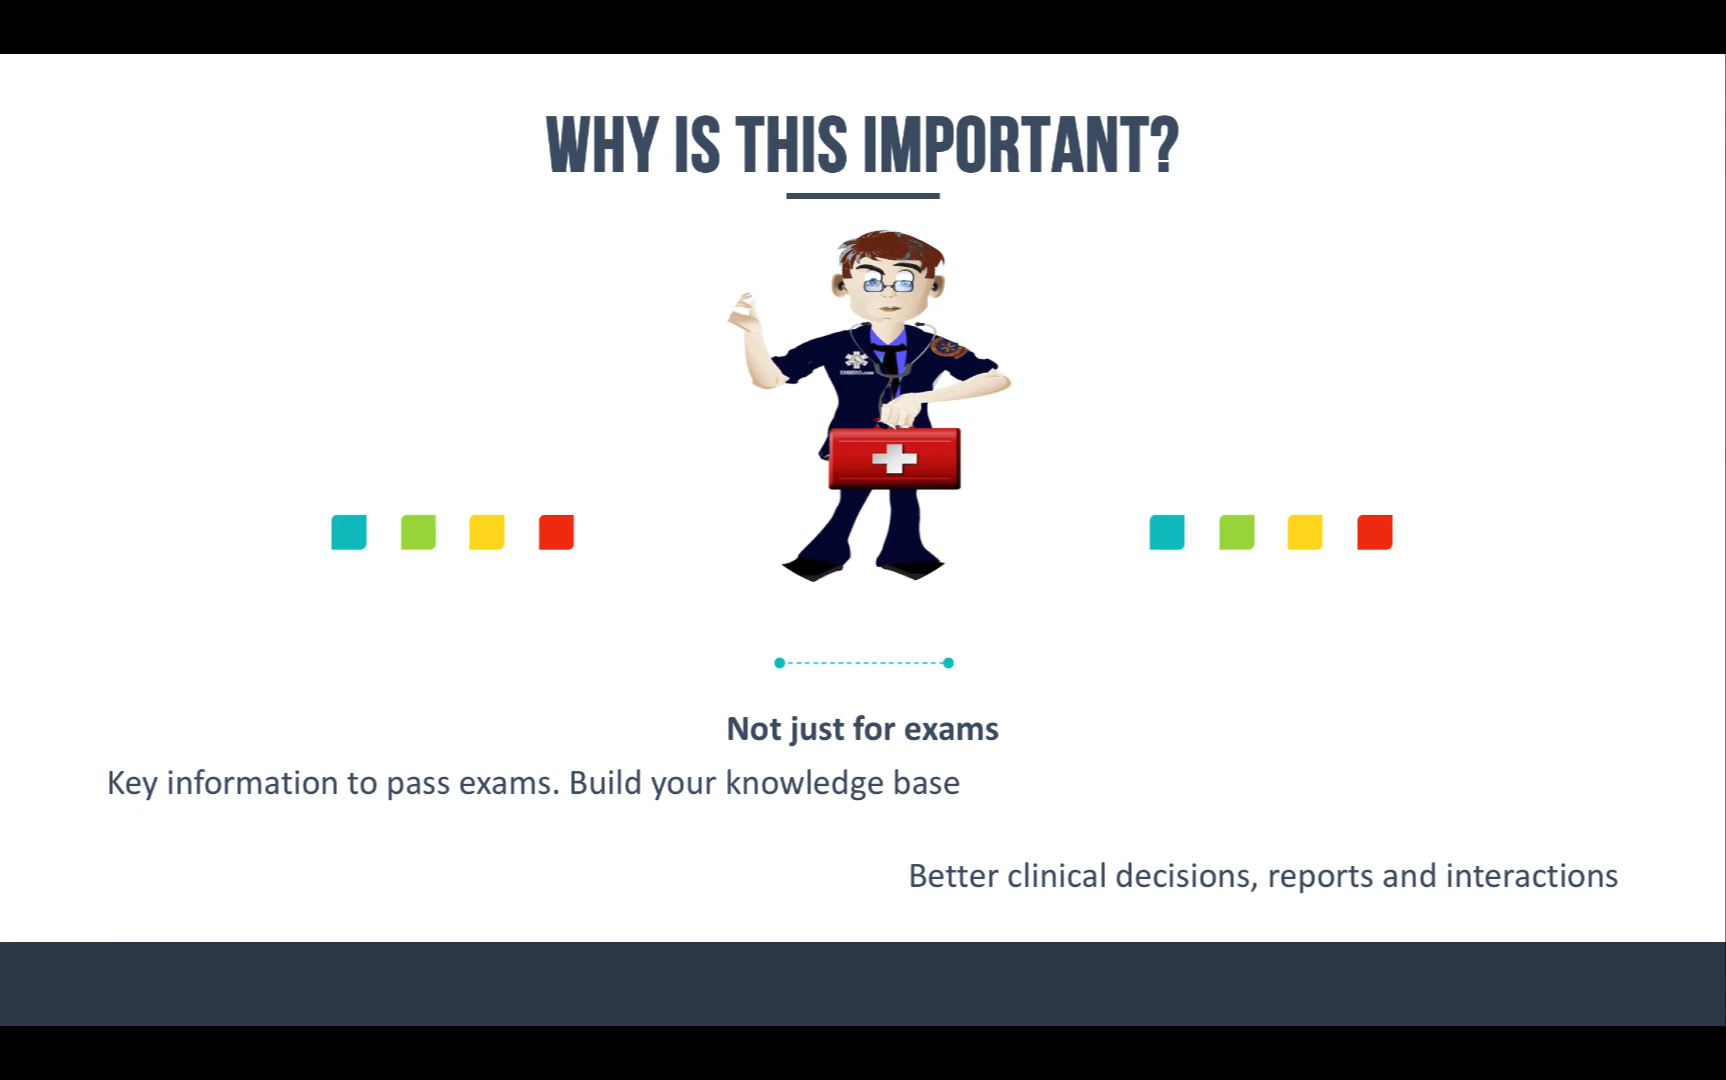 WHY IS THIS IMPORTANT?
Not just for exams
Key information to pass exams. Build your knowledge base
Better clinical decisions, reports and interactions